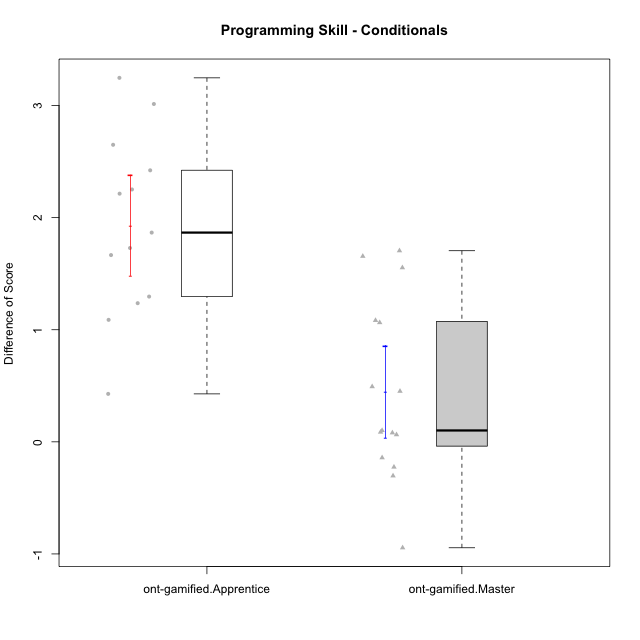 Programming Skill - Conditionals
Difference of Score
3
2
1
0
-1
ont-gamified.Apprentice
ont-gamified.Master